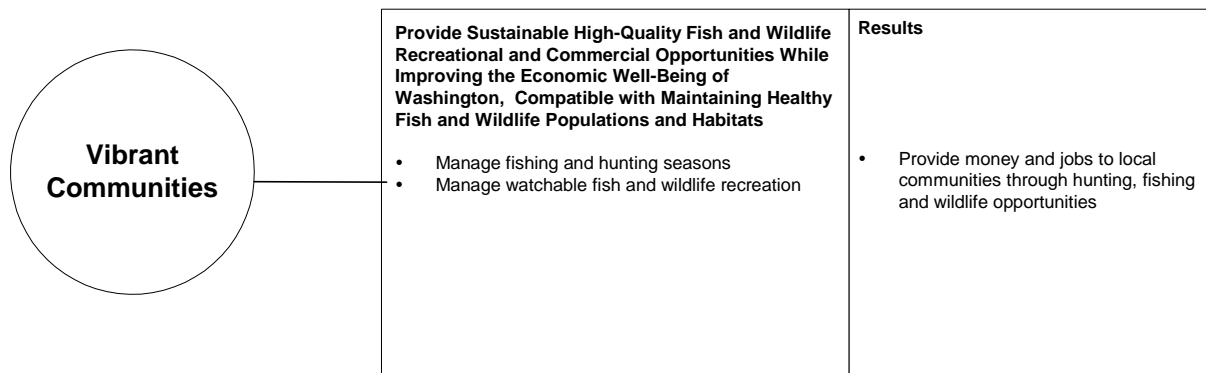 Vibrant
Communities
Provide Sustainable High-Quality Fish and Wildlife
Recreational and Commercial Opportunities While
Improving the Economic Well-Being of
Washington, Compatible with Maintaining Healthy
Fish and Wildlife Populations and Habitats
• Manage fishing and hunting seasons
• Manage watchable fish and wildlife recreation
Results
• Provide money and jobs to local
communities through hunting, fishing
and wildlife opportunities